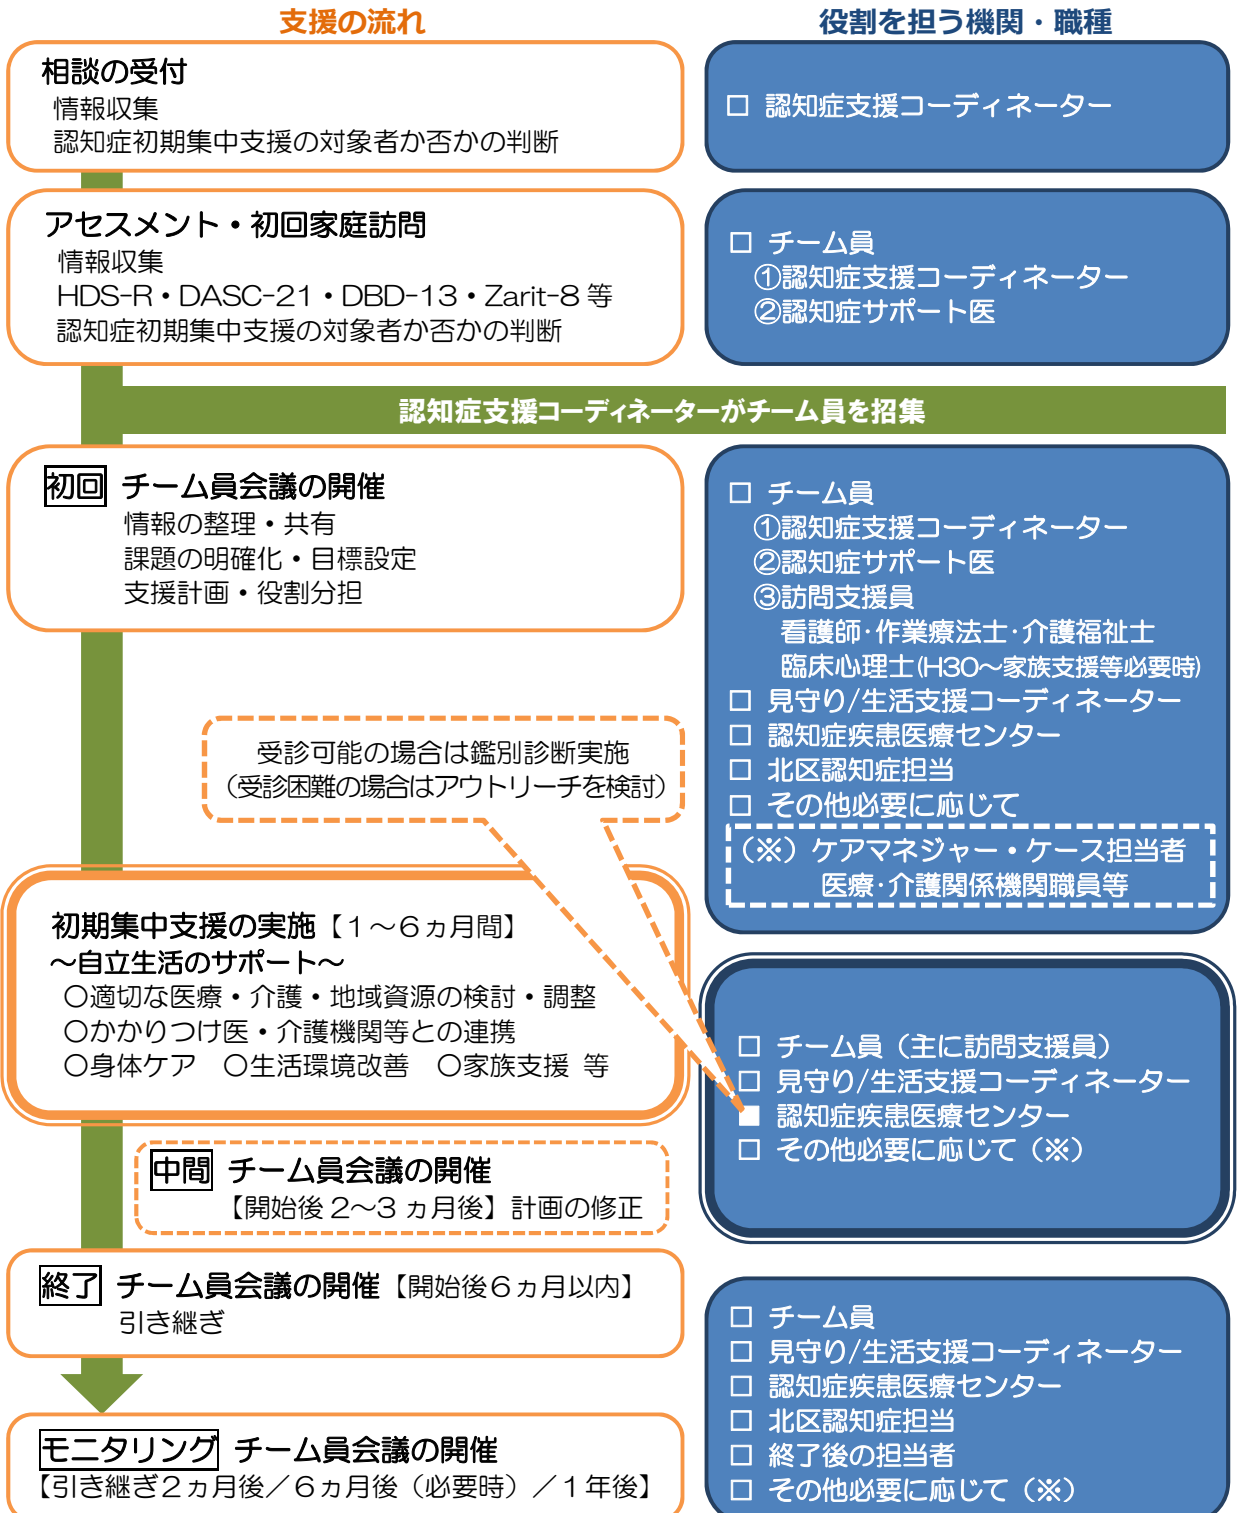 支援の流れ
役割を担う機関・職種
相談の受付
情報収集
認知症初期集中支援の対象者か否かの判断
□ 認知症支援コーディネーター
アセスメント・初回家庭訪問
情報収集
HDS-R・DASC-21・DBD-13・Zarit-8 等
認知症初期集中支援の対象者か否かの判断
□ チーム員
①認知症支援コーディネーター
②認知症サポート医
認知症支援コーディネーターがチーム員を招集
初回 チーム員会議の開催
情報の整理・共有
課題の明確化・目標設定
支援計画・役割分担
□ チーム員
①認知症支援コーディネーター
②認知症サポート医
③訪問支援員
看護師・作業療法士・介護福祉士
臨床心理士(H30～家族支援等必要時)
□ 見守り/生活支援コーディネーター
□ 認知症疾患医療センター
□ 北区認知症担当
□ その他必要に応じて
(※) ケアマネジャー・ケース担当者
医療・介護関係機関職員等
受診可能の場合は鑑別診断実施
(受診困難の場合はアウトリーチを検討)
初期集中支援の実施【1～6ヵ月間】
～自立生活のサポート～
○適切な医療・介護・地域資源の検討・調整
○かかりつけ医・介護機関等との連携
○身体ケア ○生活環境改善 ○家族支援 等
□ チーム員（主に訪問支援員）
□ 見守り/生活支援コーディネーター
■ 認知症疾患医療センター
□ その他必要に応じて（※）
中間 チーム員会議の開催
【開始後 2～3 ヵ月後】計画の修正
終了 チーム員会議の開催【開始後6ヵ月以内】
引き継ぎ
□ チーム員
□ 見守り/生活支援コーディネーター
□ 認知症疾患医療センター
□ 北区認知症担当
□ 終了後の担当者
□ その他必要に応じて（※）
モニタリング チーム員会議の開催
【引き継ぎ2ヵ月後／6ヵ月後（必要時）／1年後】